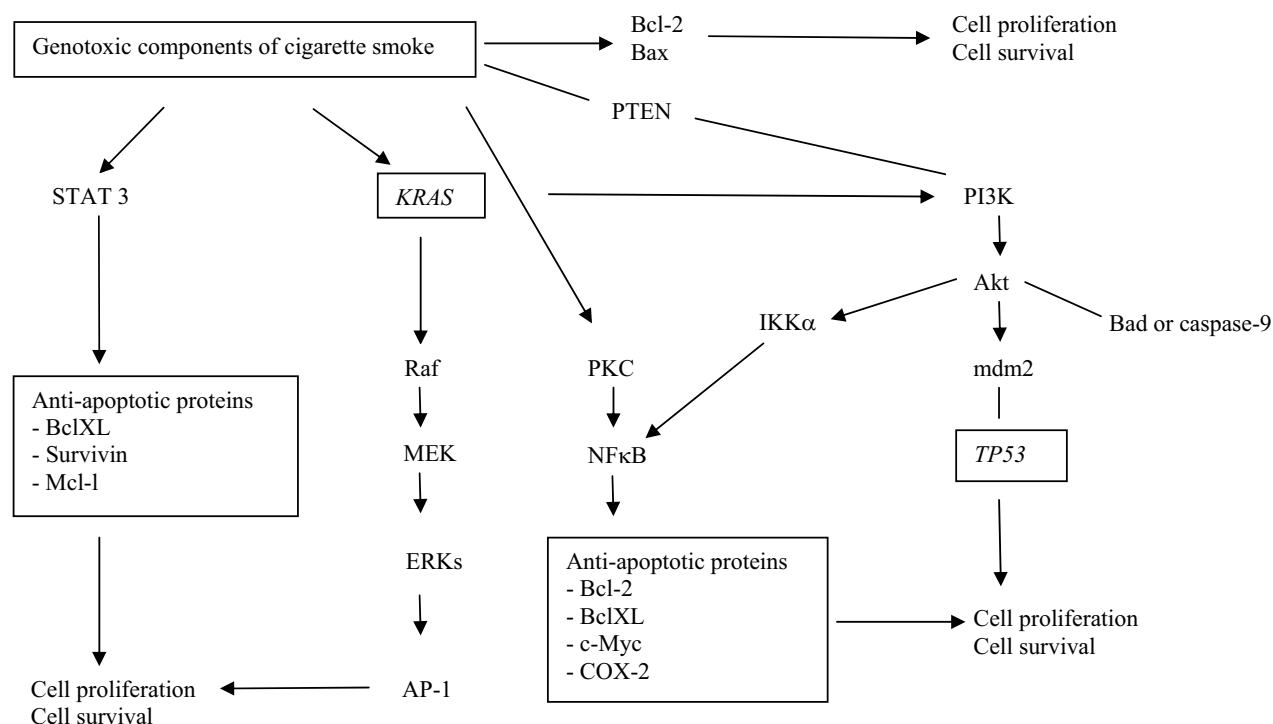 Genotoxic components of cigarette smoke
Bcl-2
Bax
Cell proliferation
Cell survival
PTEN
STAT 3
KRAS
PI3K
Akt
IKKα
Bad or caspase-9
Raf
PKC
mdm2
Anti-apoptotic proteins
- BclXL
- Survivin
- Mcl-l
MEK
NFκB
TP53
ERKs
Anti-apoptotic proteins
- Bcl-2
- BclXL
- c-Myc
- COX-2
Cell proliferation
Cell survival
Cell proliferation
Cell survival
AP-1